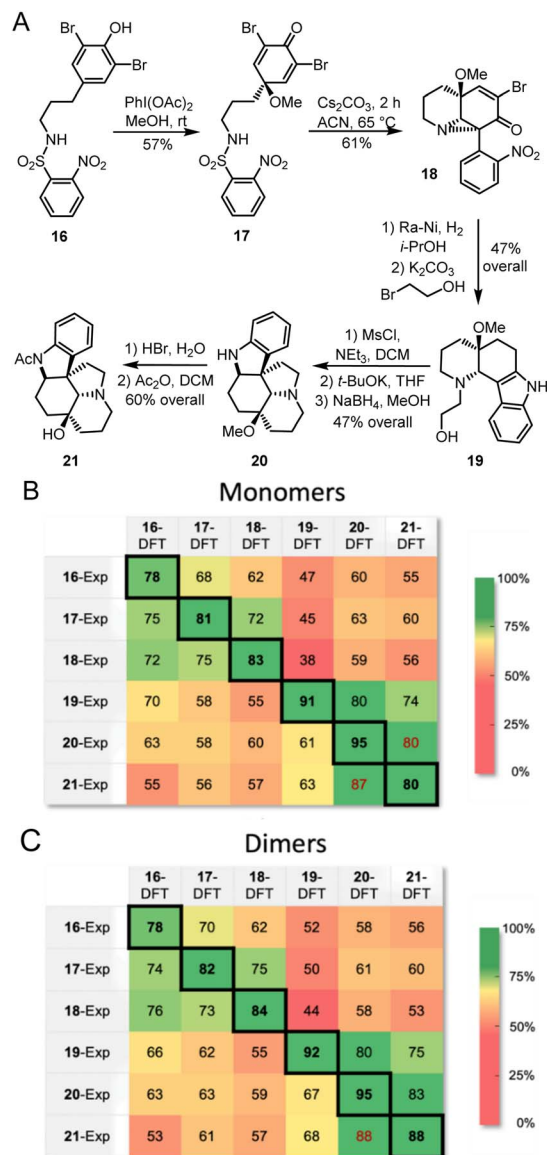 A
Br
OH
Br
NH
S
O2
NO2
16
PhI(OAc)2
MeOH, rt
57%
Br
O
Br
OMe
NH
S
O2
NO2
17
Cs2CO3, 2 h
ACN, 65 °C
61%
OMe
Br
N
O
NO2
18
1) Ra-Ni, H2
i-PrOH
2) K2CO3
Br
OH
47%
overall
OMe
N
NH
OH
19
1) MsCl,
NEt3, DCM
2) t-BuOK, THF
3) NaBH4, MeOH
47% overall
HN
N
MeO
20
1) HBr, H2O
2) Ac2O, DCM
60% overall
Ac
N
N
HO
21
B
Monomers
16-DFT 17-DFT 18-DFT 19-DFT 20-DFT 21-DFT
16-Exp 78 68 62 47 60 55
17-Exp 75 81 72 45 63 60
18-Exp 72 75 83 38 59 56
19-Exp 70 58 55 91 80 74
20-Exp 63 58 60 61 95 80
21-Exp 55 56 57 63 87 80
100%
75%
50%
25%
0%
C
Dimers
16-DFT 17-DFT 18-DFT 19-DFT 20-DFT 21-DFT
16-Exp 78 70 62 52 58 56
17-Exp 74 82 75 50 61 60
18-Exp 76 73 84 44 58 53
19-Exp 66 62 55 92 80 75
20-Exp 63 63 59 67 95 83
21-Exp 53 61 57 68 88 88
100%
75%
50%
25%
0%